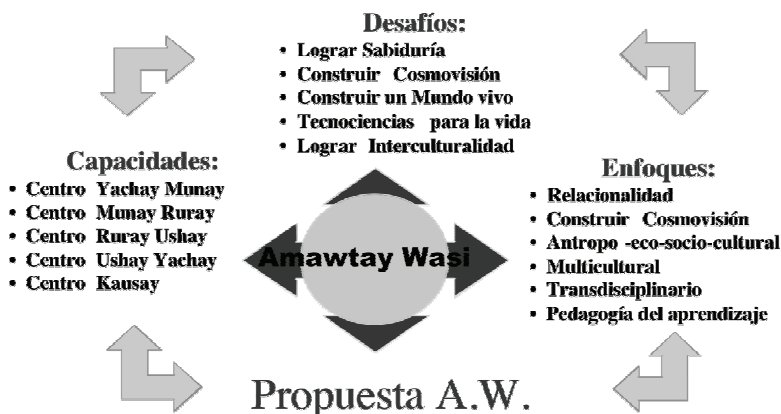 Desafíos:
• Lograr Sabiduría
• Construir Cosmovisión
• Construir un Mundo vivo
• Tecnociencias para la vida
• Lograr Interculturalidad
Capacidades:
• Centro Yachay Munay
• Centro Munay Ruray
• Centro Ruray Ushay
• Centro Ushay Yachay
• Centro Kausay
Amawtay Wasi
Enfoques:
• Relacionalidad
• Construir Cosmovisión
• Antropo -eco-socio-cultural
• Multicultural
• Transdisciplinario
• Pedagogía del aprendizaje
Propuesta A.W.